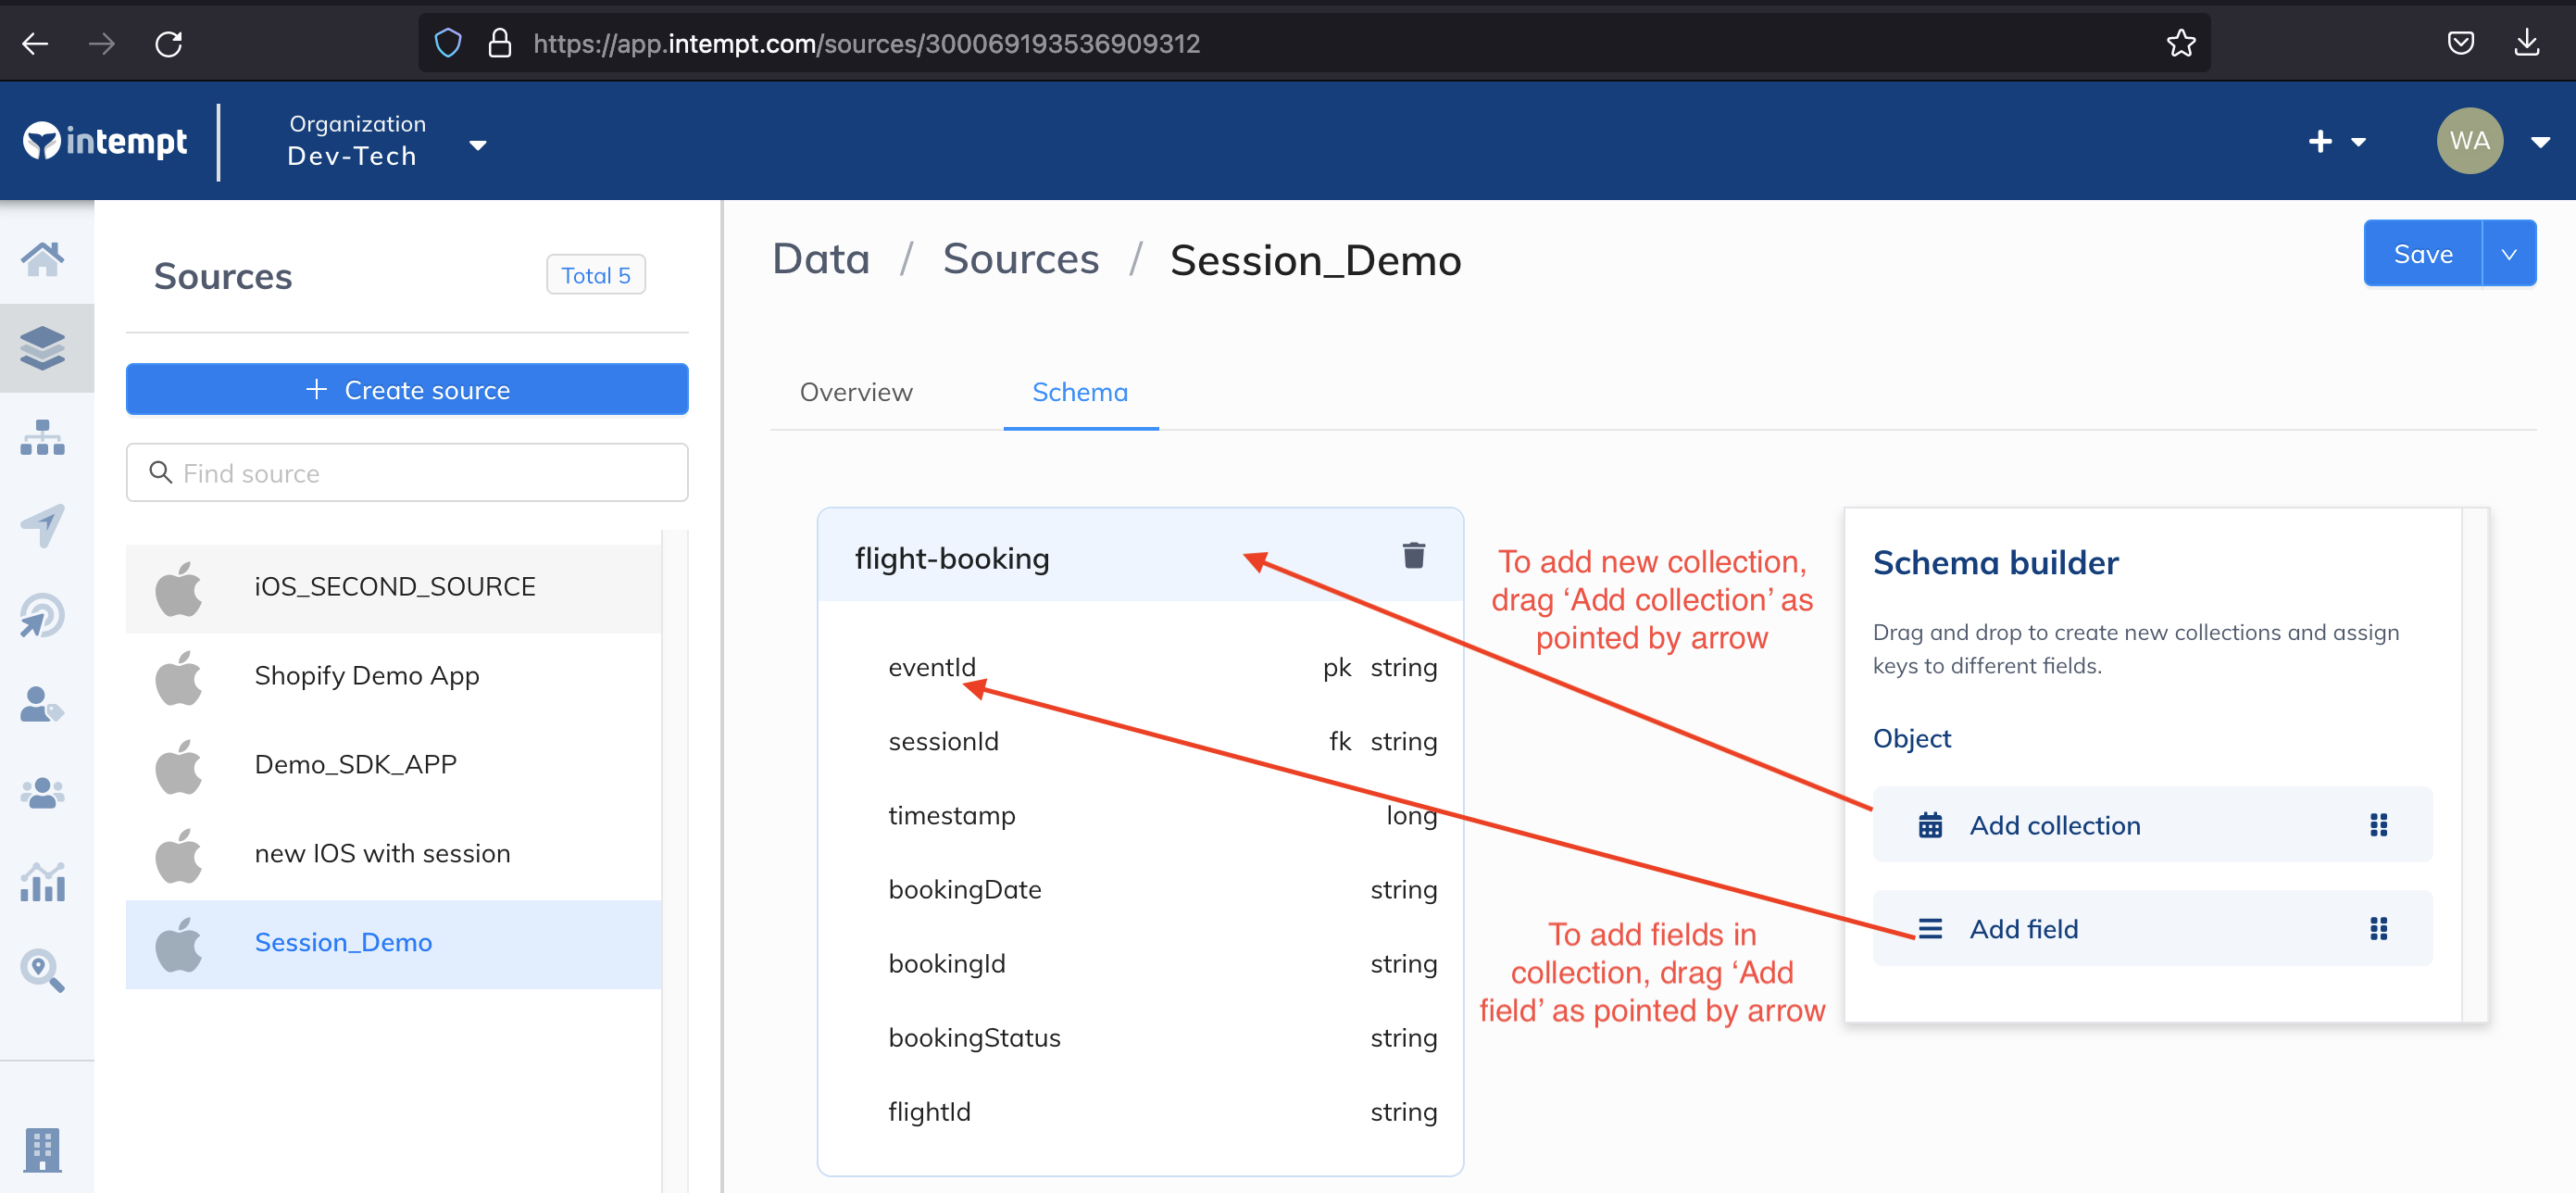 https://app.intempt.com/sources/300069193536909312
intempt
Organization
Dev-Tech
WA
Sources
Total 5
Create source
Find source
iOS_SECOND_SOURCE
Shopify Demo App
Demo_SDK_APP
new IOS with session
Session_Demo
Data / Sources / Session_Demo
Save
Overview
Schema
flight-booking
eventId pk string
sessionId fk string
timestamp long
bookingDate string
bookingId string
bookingStatus string
flightId string
To add new collection,
drag ‘Add collection’ as
pointed by arrow
To add fields in
collection, drag ‘Add
field’ as pointed by arrow
Schema builder
Drag and drop to create new collections and assign
keys to different fields.
Object
Add collection
Add field